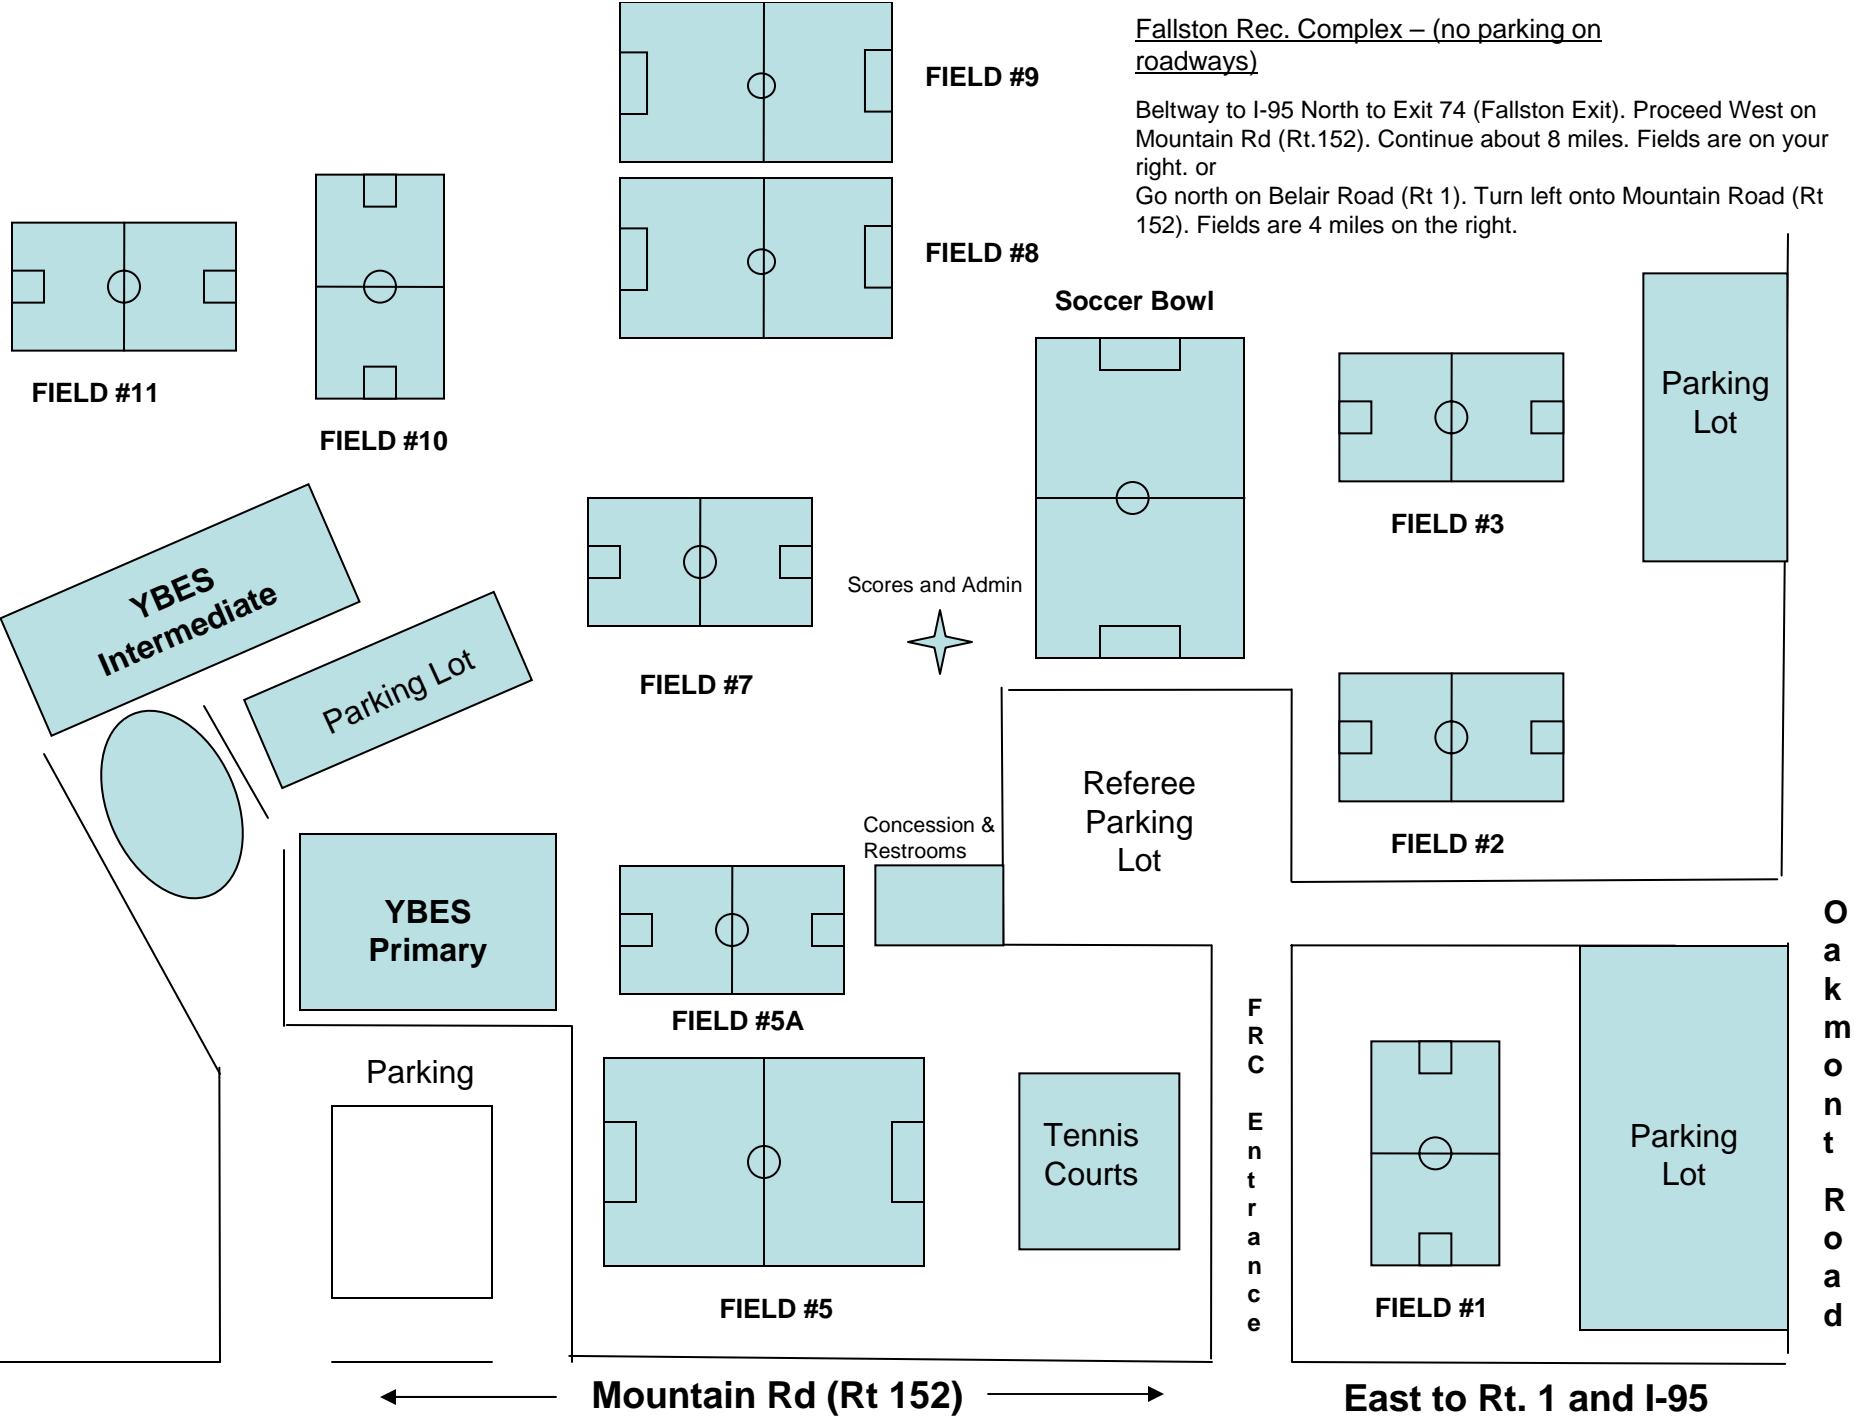 Fallston Rec. Complex – (no parking on
roadways)
Beltway to I-95 North to Exit 74 (Fallston Exit). Proceed West on
Mountain Rd (Rt.152). Continue about 8 miles. Fields are on your
right. or
Go north on Belair Road (Rt 1). Turn left onto Mountain Road (Rt
152). Fields are 4 miles on the right.
FIELD #9
FIELD #8
Soccer Bowl
FIELD #11
FIELD #10
Parking
Lot
FIELD #3
YBES
Intermediate
Parking Lot
FIELD #7
Scores and Admin
Referee
Parking
Lot
FIELD #2
Concession &
Restrooms
YBES
Primary
FIELD #5A
Parking
Tennis
Courts
FIELD #5
FRC Entrance
FIELD #1
Parking
Lot
Oakmont Road
Mountain Rd (Rt 152)
East to Rt. 1 and I-95